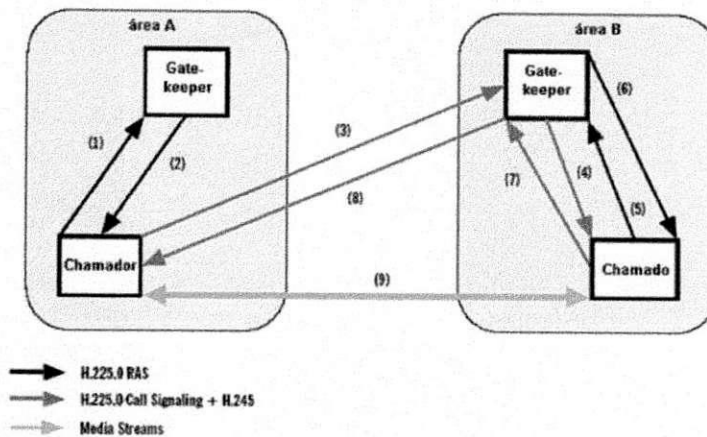 área A
área B
Gate-
keeper
Gate-
keeper
(1)
(2)
(3)
(4)
(5)
(6)
(7)
(8)
(9)
Chamador
Chamado
H.225.0 RAS
H.225.0 Call Signaling + H.245
Media Streams